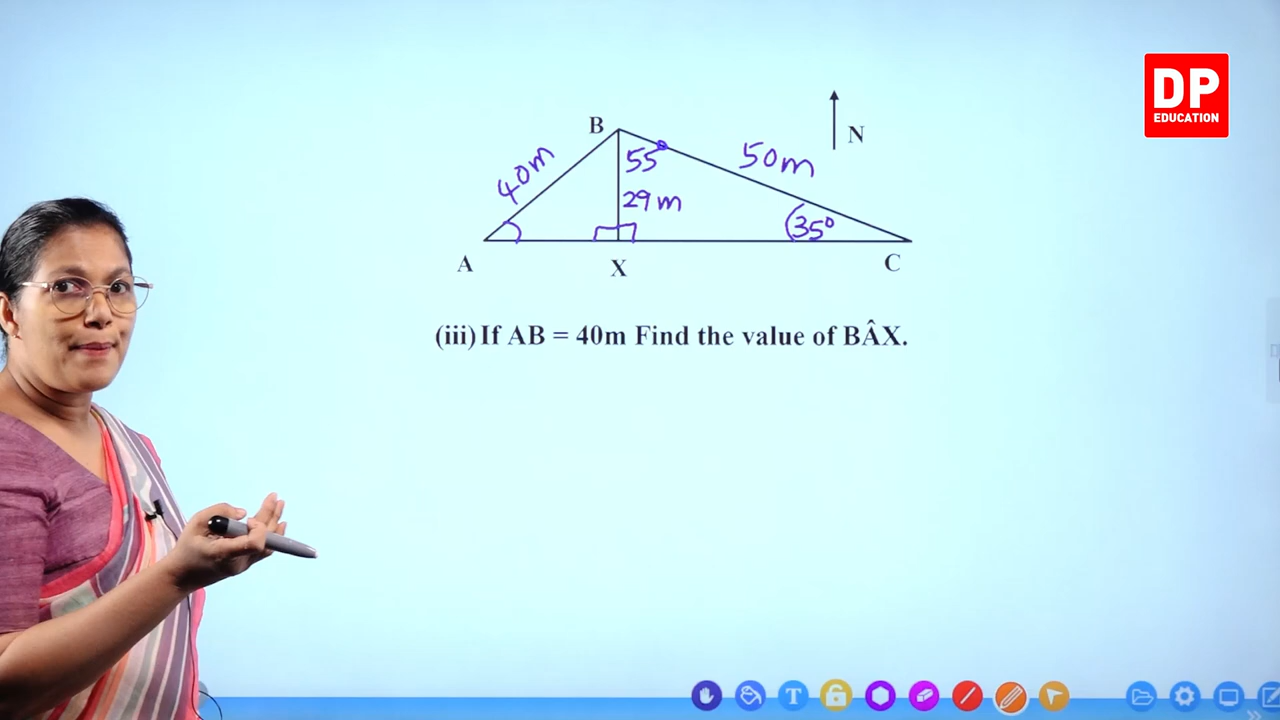 DP
EDUCATION
B
N
40m
55°
50m
29m
35°
A
X
C
(iii) If AB = 40m Find the value of BÂX.
T